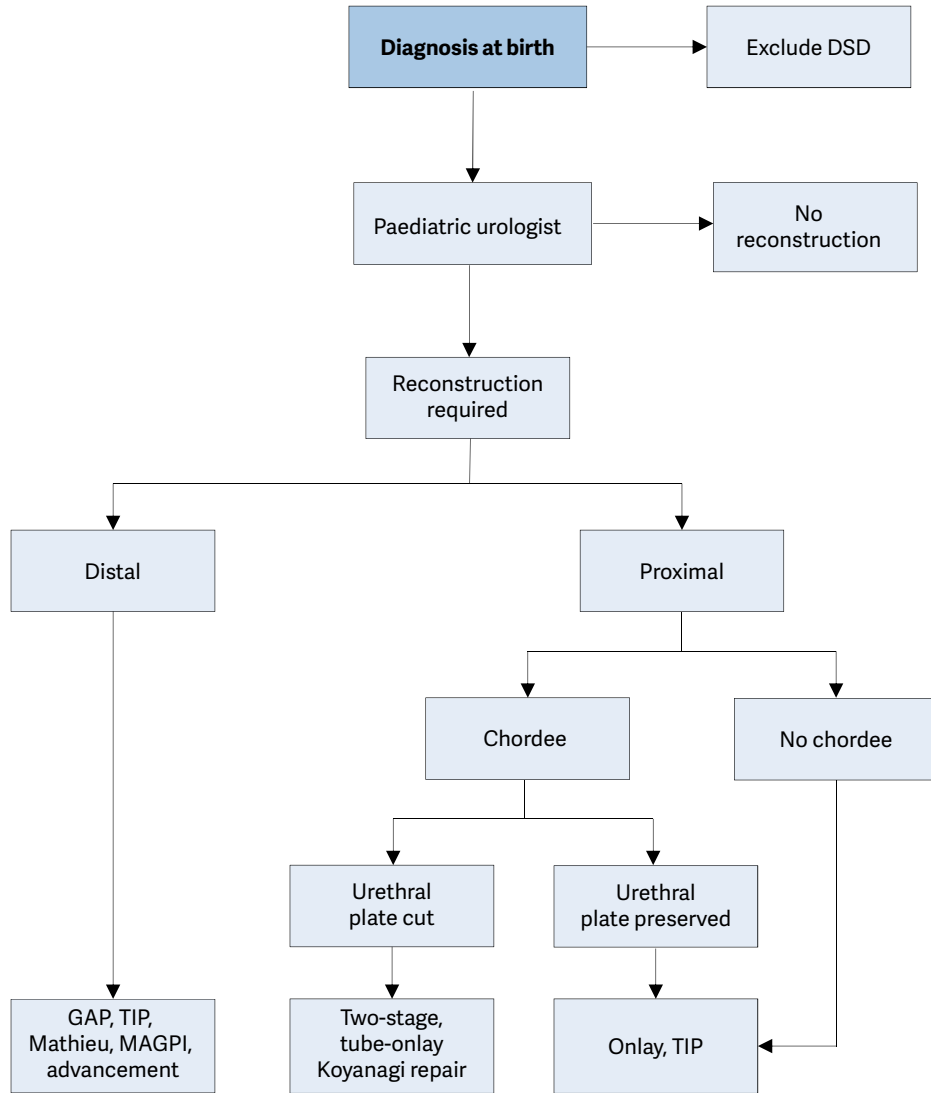 Diagnosis at birth
Exclude DSD
Paediatric urologist
No
reconstruction
Reconstruction
required
Distal
Proximal
Chordee
No chordee
Urethral
plate cut
Urethral
plate preserved
GAP, TIP,
Mathieu, MAGPI,
advancement
Two-stage,
tube-onlay
Koyanagi repair
Onlay, TIP